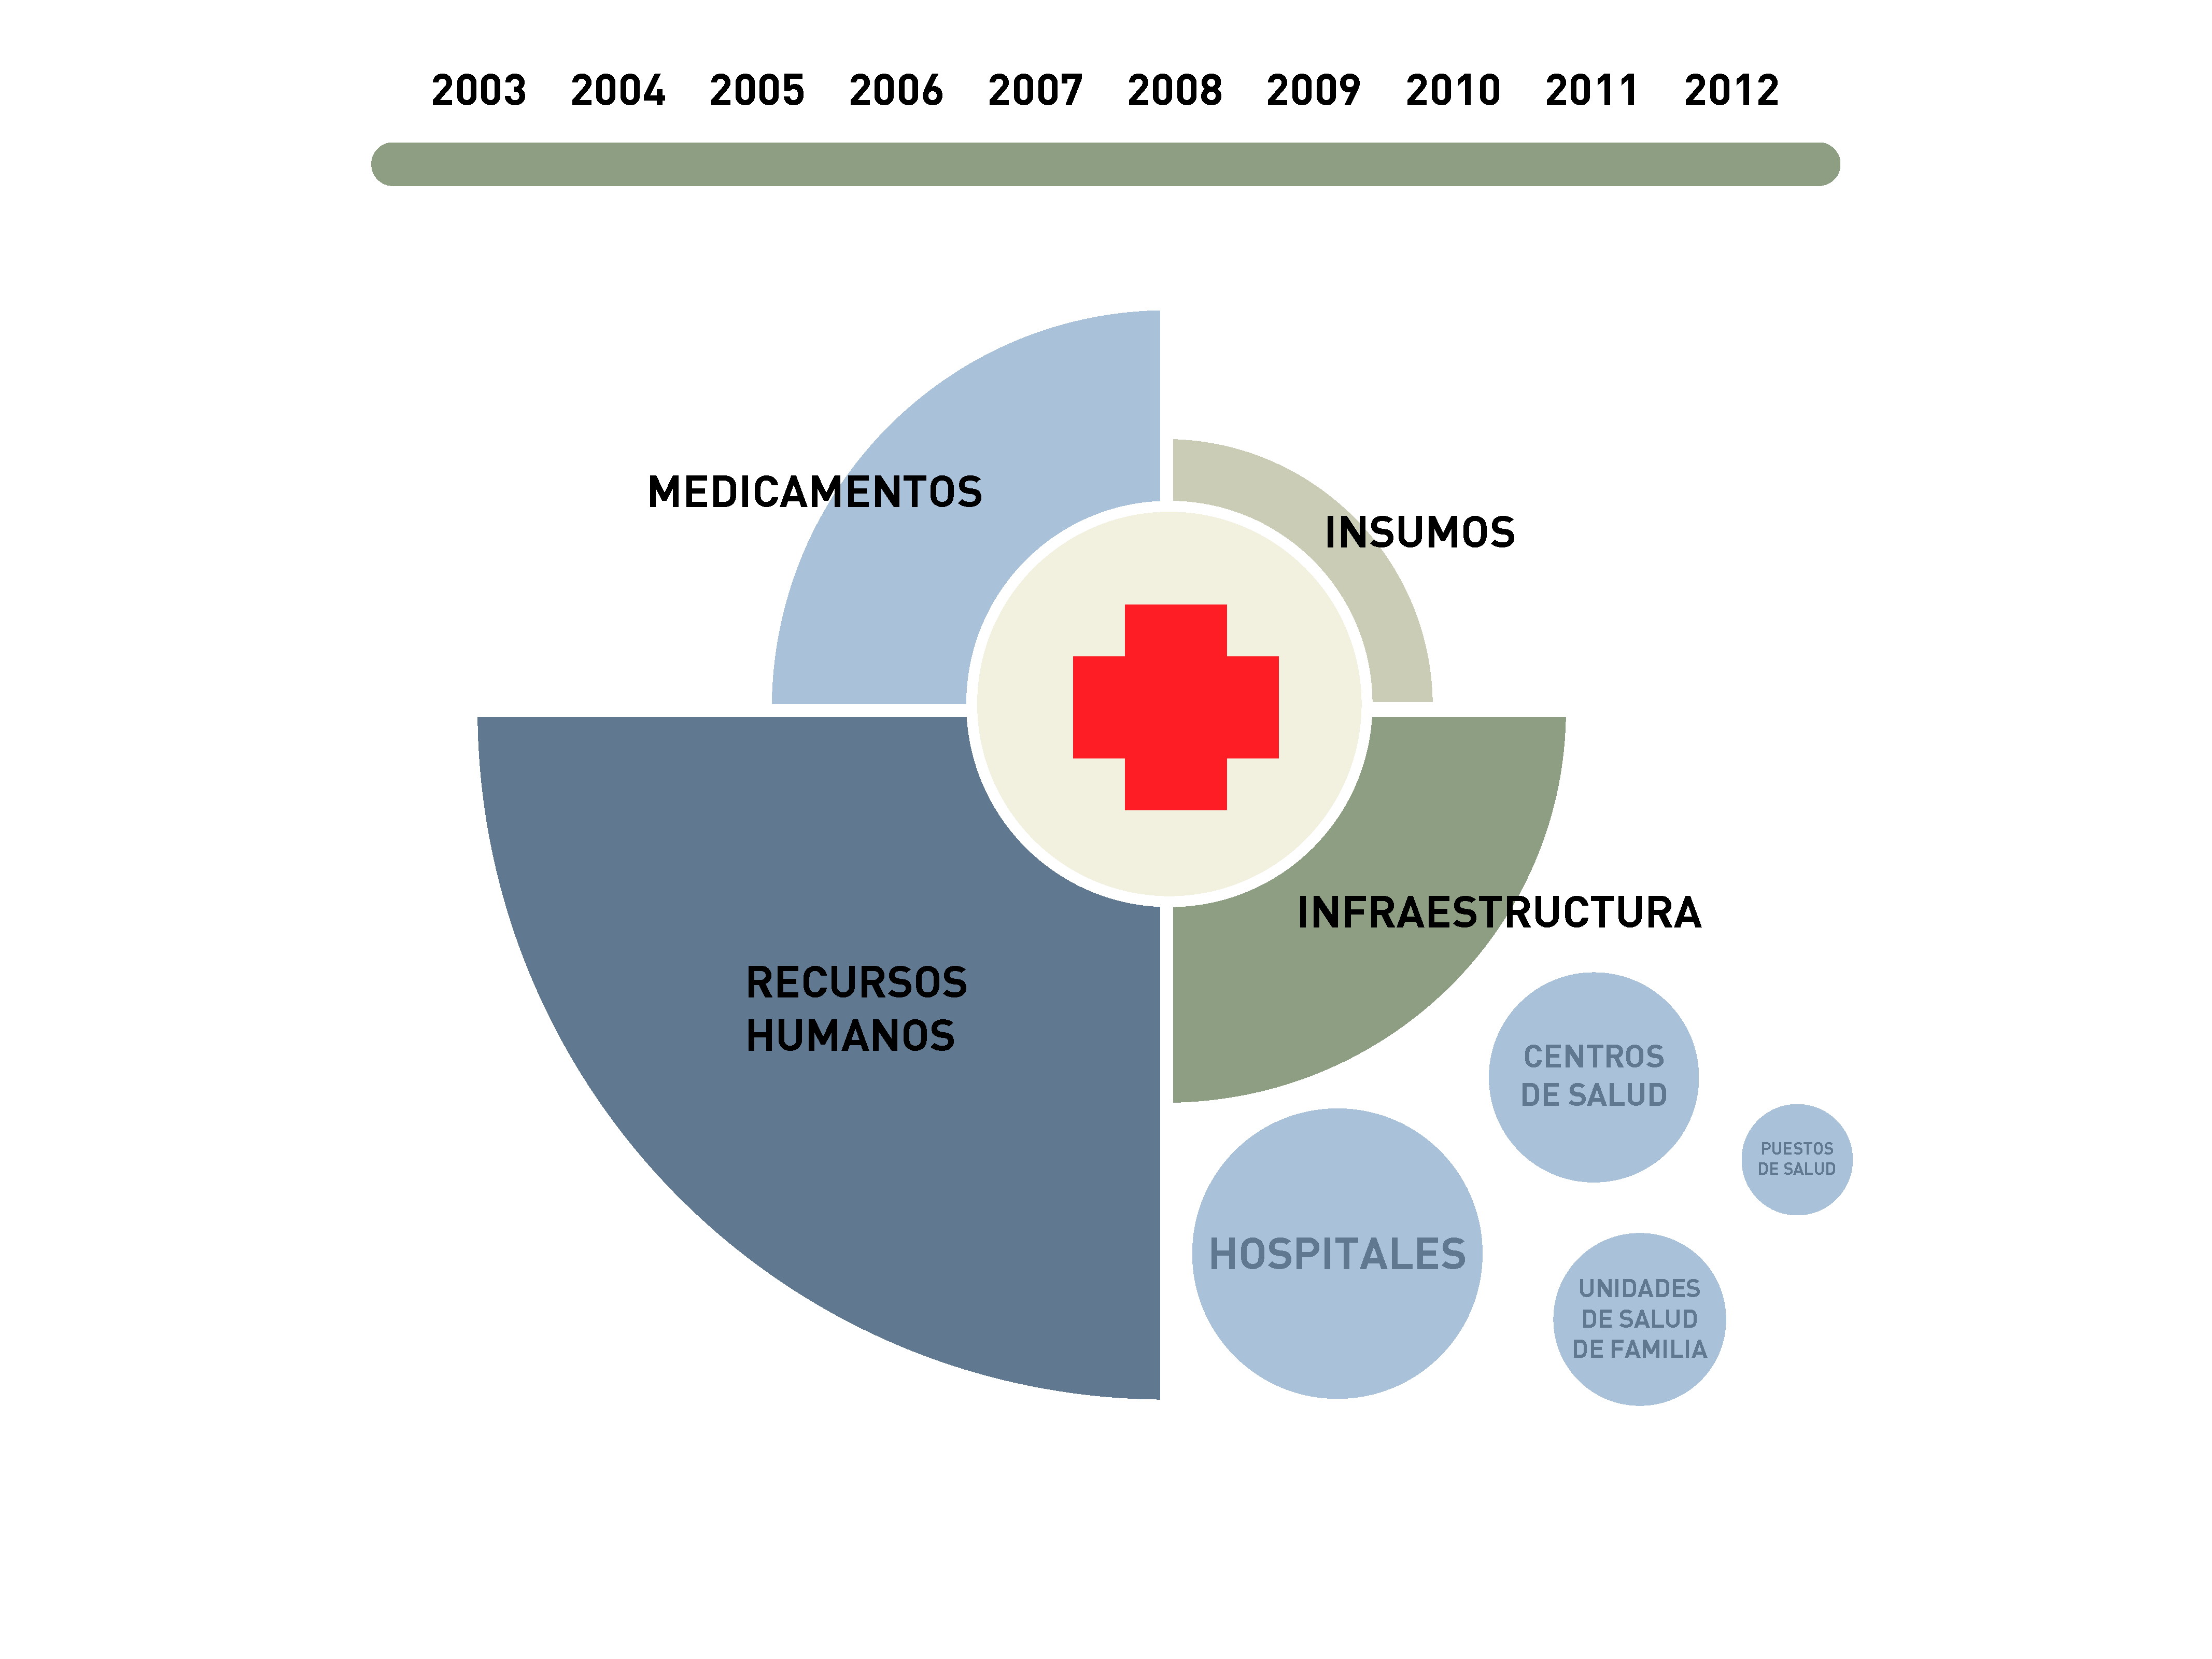 2003 2004 2005 2006 2007 2008 2009 2010 2011 2012
MEDICAMENTOS
INSUMOS
INFRAESTRUCTURA
RECURSOS
HUMANOS
CENTROS
DE SALUD
PUESTOS
DE SALUD
HOSPITALES
UNIDADES
DE SALUD
DE FAMILIA